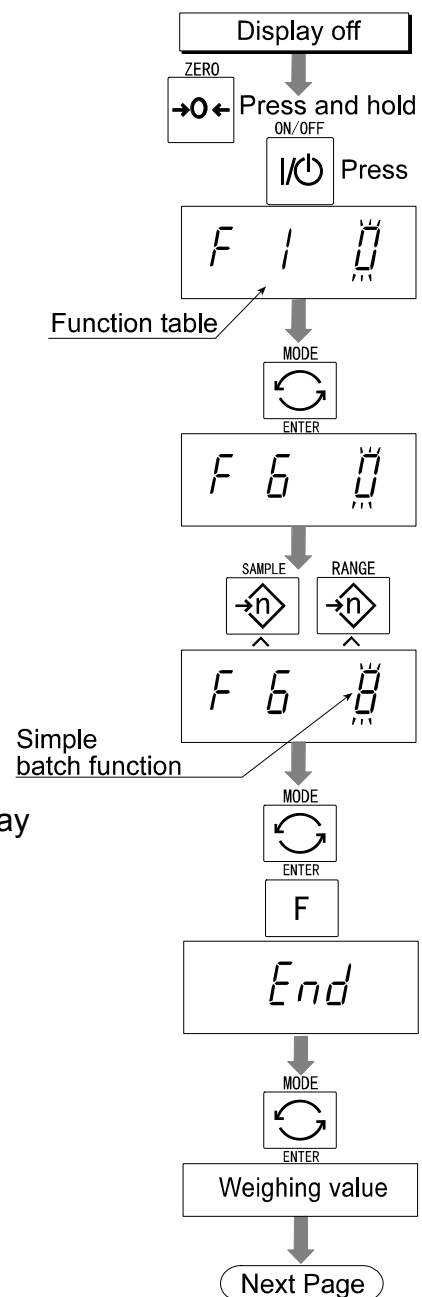 Display off
ZERO
→0← Press and hold
ON/OFF
I/⏻ Press
F 1 0
Function table
MODE
ENTER
F 6 0
SAMPLE RANGE
→n →n
F 6 8
Simple
batch function
MODE
ay
ENTER
F
End
MODE
ENTER
Weighing value
Next Page